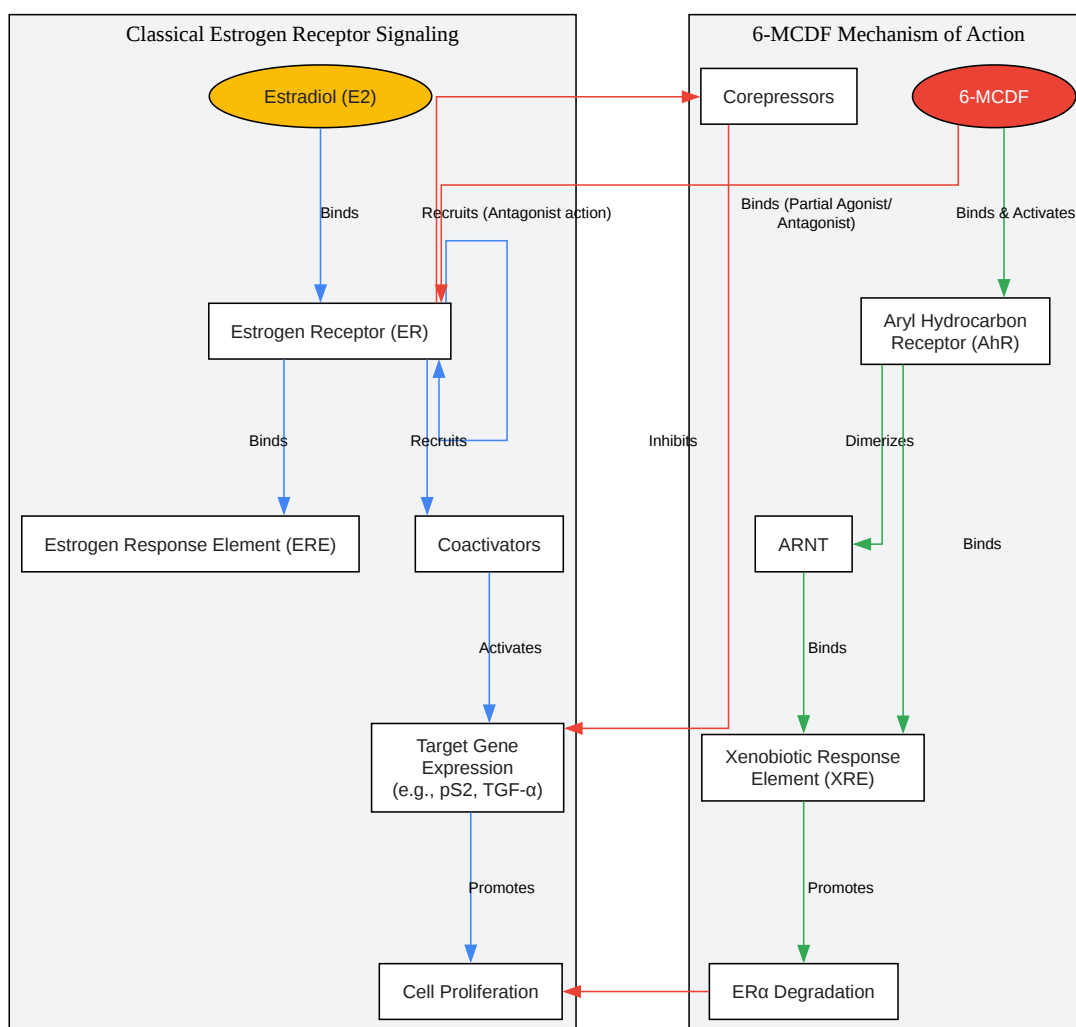 Classical Estrogen Receptor Signaling
6-MCDF Mechanism of Action
Estradiol (E2)
Corepressors
6-MCDF
Binds
Recruits (Antagonist action)
Binds (Partial Agonist/
Antagonist)
Binds & Activates
Estrogen Receptor (ER)
Aryl Hydrocarbon
Receptor (AhR)
Binds
Recruits
Inhibits
Dimerizes
Estrogen Response Element (ERE)
Coactivators
ARNT
Binds
Activates
Binds
Target Gene
Expression
(e.g., pS2, TGF-α)
Xenobiotic Response
Element (XRE)
Promotes
Promotes
Cell Proliferation
ERα Degradation